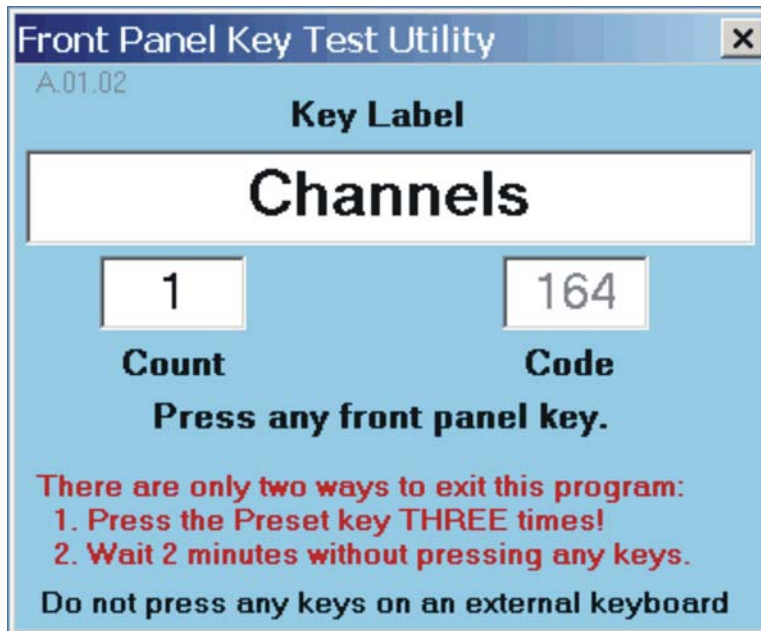 Front Panel Key Test Utility
A.01.02
Key Label
Channels
1 164
Count Code
Press any front panel key.
There are only two ways to exit this program:
1. Press the Preset key THREE times!
2. Wait 2 minutes without pressing any keys.
Do not press any keys on an external keyboard